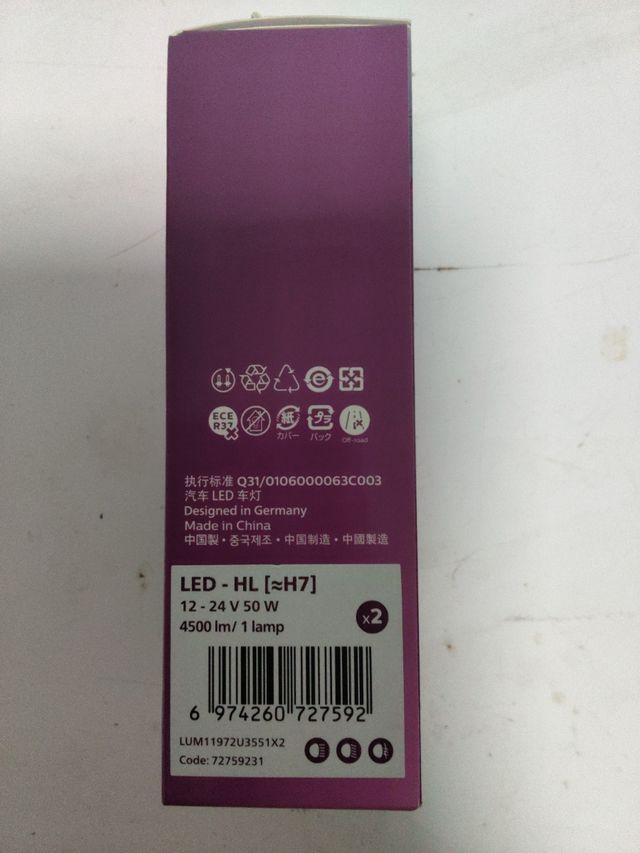 ECE
R37
紙
プラ
カバー
パック
Off-road
执行标准 Q31/0106000063C003
汽车 LED 车灯
Designed in Germany
Made in China
中国製・중국제조・中国制造・中國製造
LED - HL [≈H7]
12 - 24 V 50 W
4500 lm/ 1 lamp
x2
6 974260 727592
LUM11972U3551X2
Code: 72759231